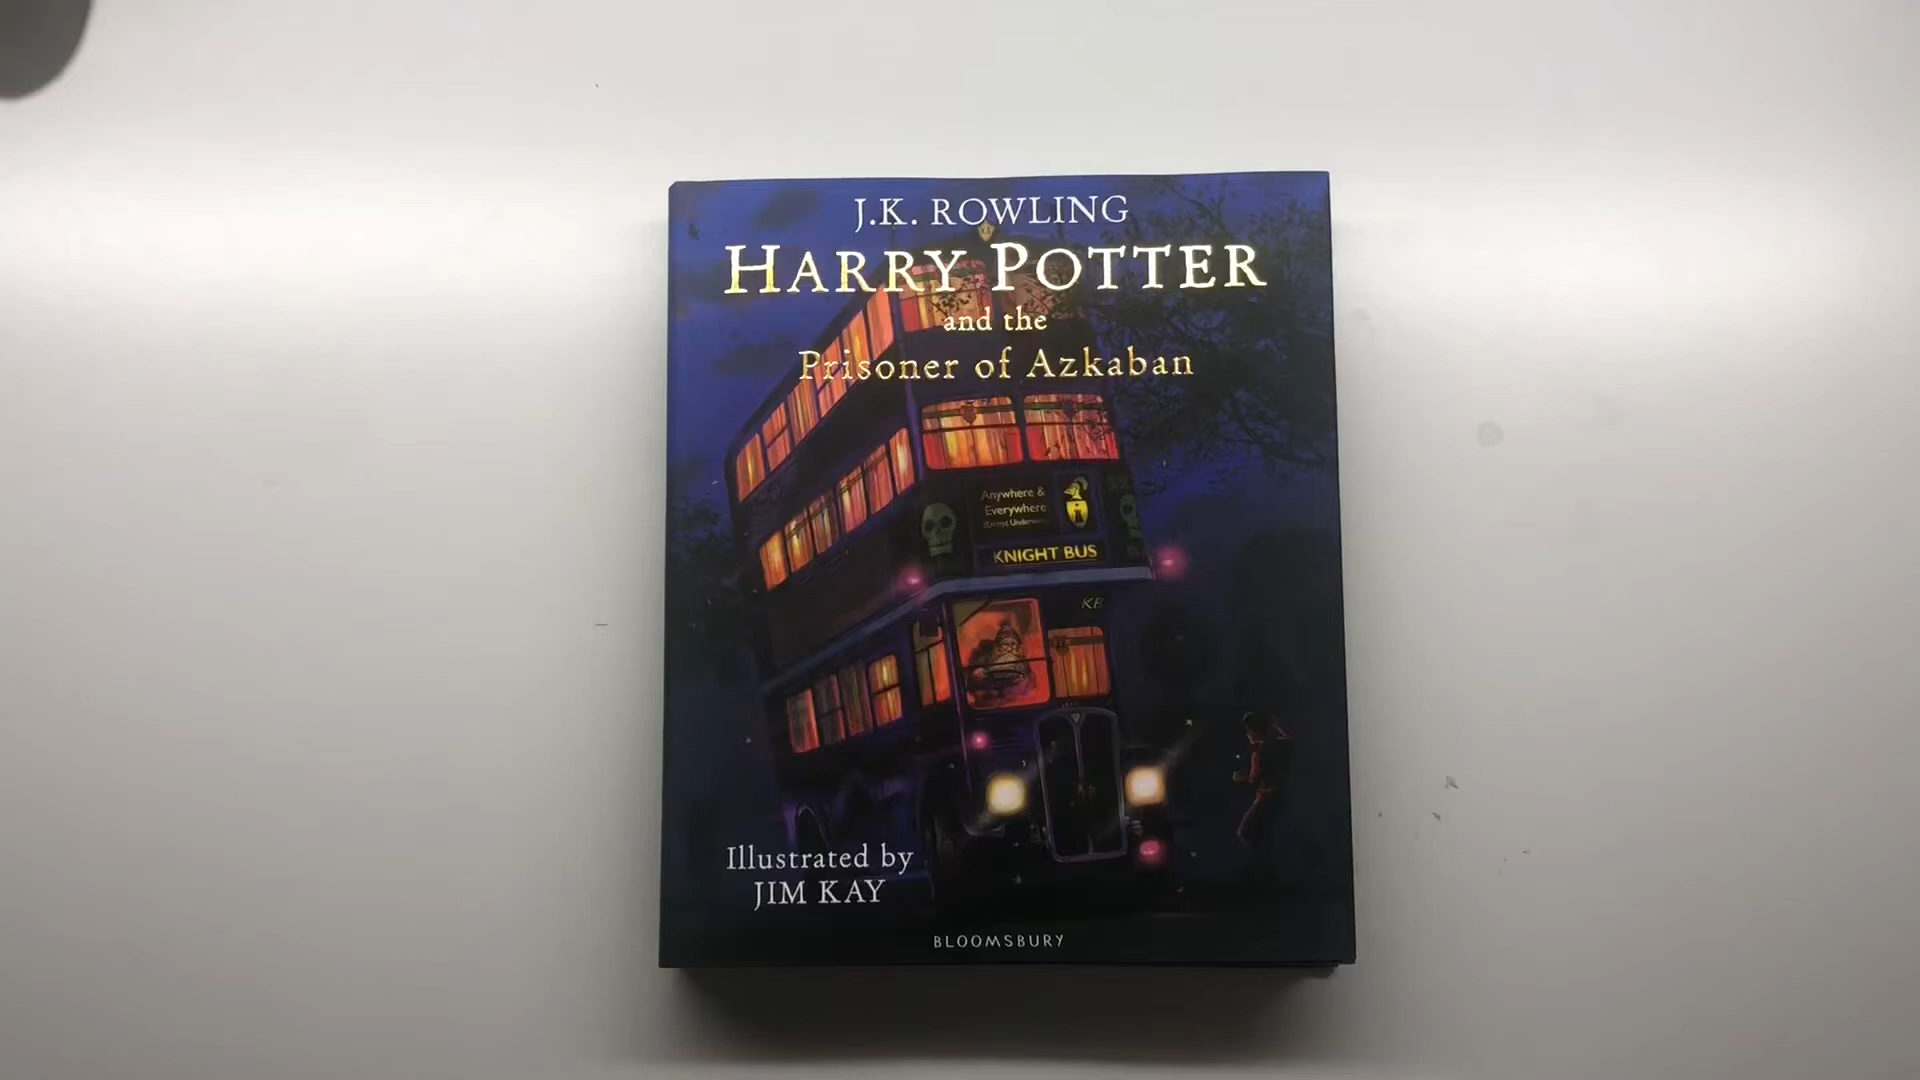 J.K. ROWLING
HARRY POTTER
and the
Prisoner of Azkaban
Anywhere &
Everywhere
KNIGHT BUS
KB
Illustrated by
JIM KAY
BLOOMSBURY